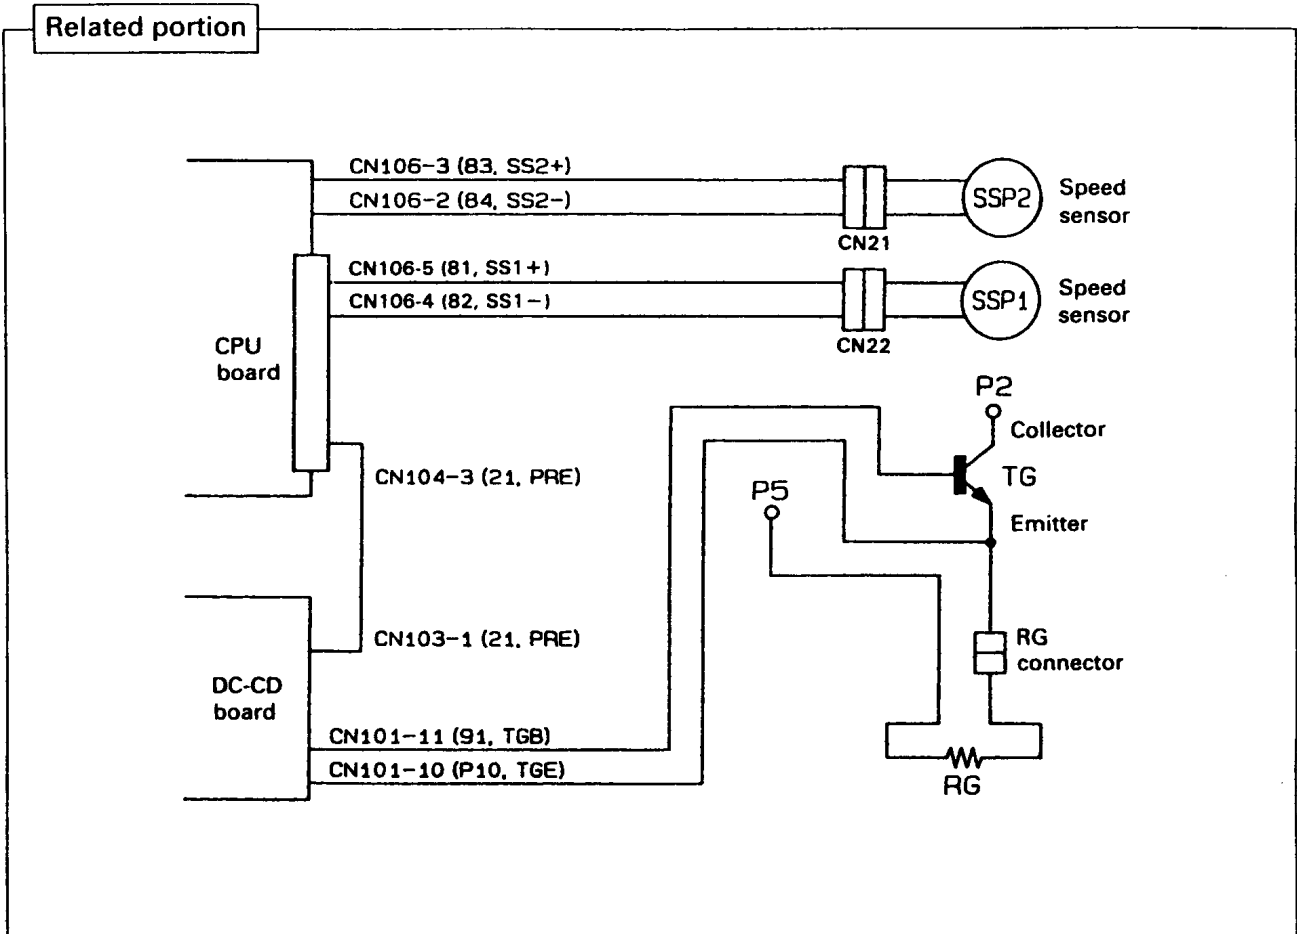 Related portion
CN106-3 (83, SS2+)
CN106-2 (84, SS2-)
CN21
SSP2
Speed
sensor
CN106-5 (81, SS1+)
CN106-4 (82, SS1-)
CN22
SSP1
Speed
sensor
CPU
board
P2
Collector
TG
Emitter
CN104-3 (21, PRE)
P5
CN103-1 (21, PRE)
RG
connector
DC-CD
board
CN101-11 (91, TGB)
CN101-10 (P10, TGE)
RG